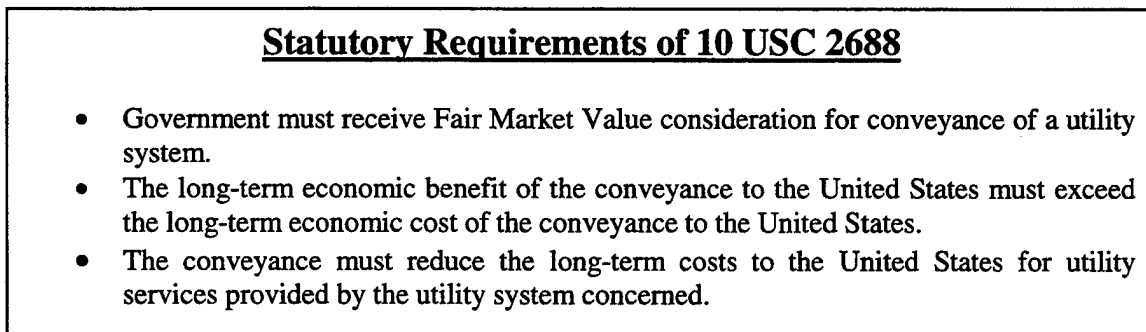 Statutory Requirements of 10 USC 2688
• Government must receive Fair Market Value consideration for conveyance of a utility
system.
• The long-term economic benefit of the conveyance to the United States must exceed
the long-term economic cost of the conveyance to the United States.
• The conveyance must reduce the long-term costs to the United States for utility
services provided by the utility system concerned.